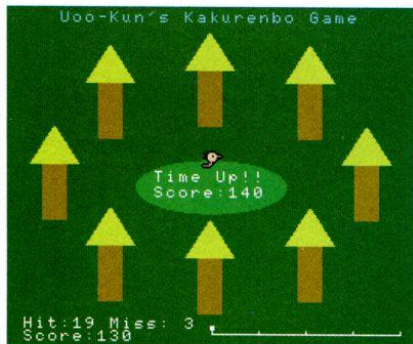 Uoo-Kun's Kakurenbo Game
Time Up!!
Score:140
Hit:19 Miss: 3
Score:130